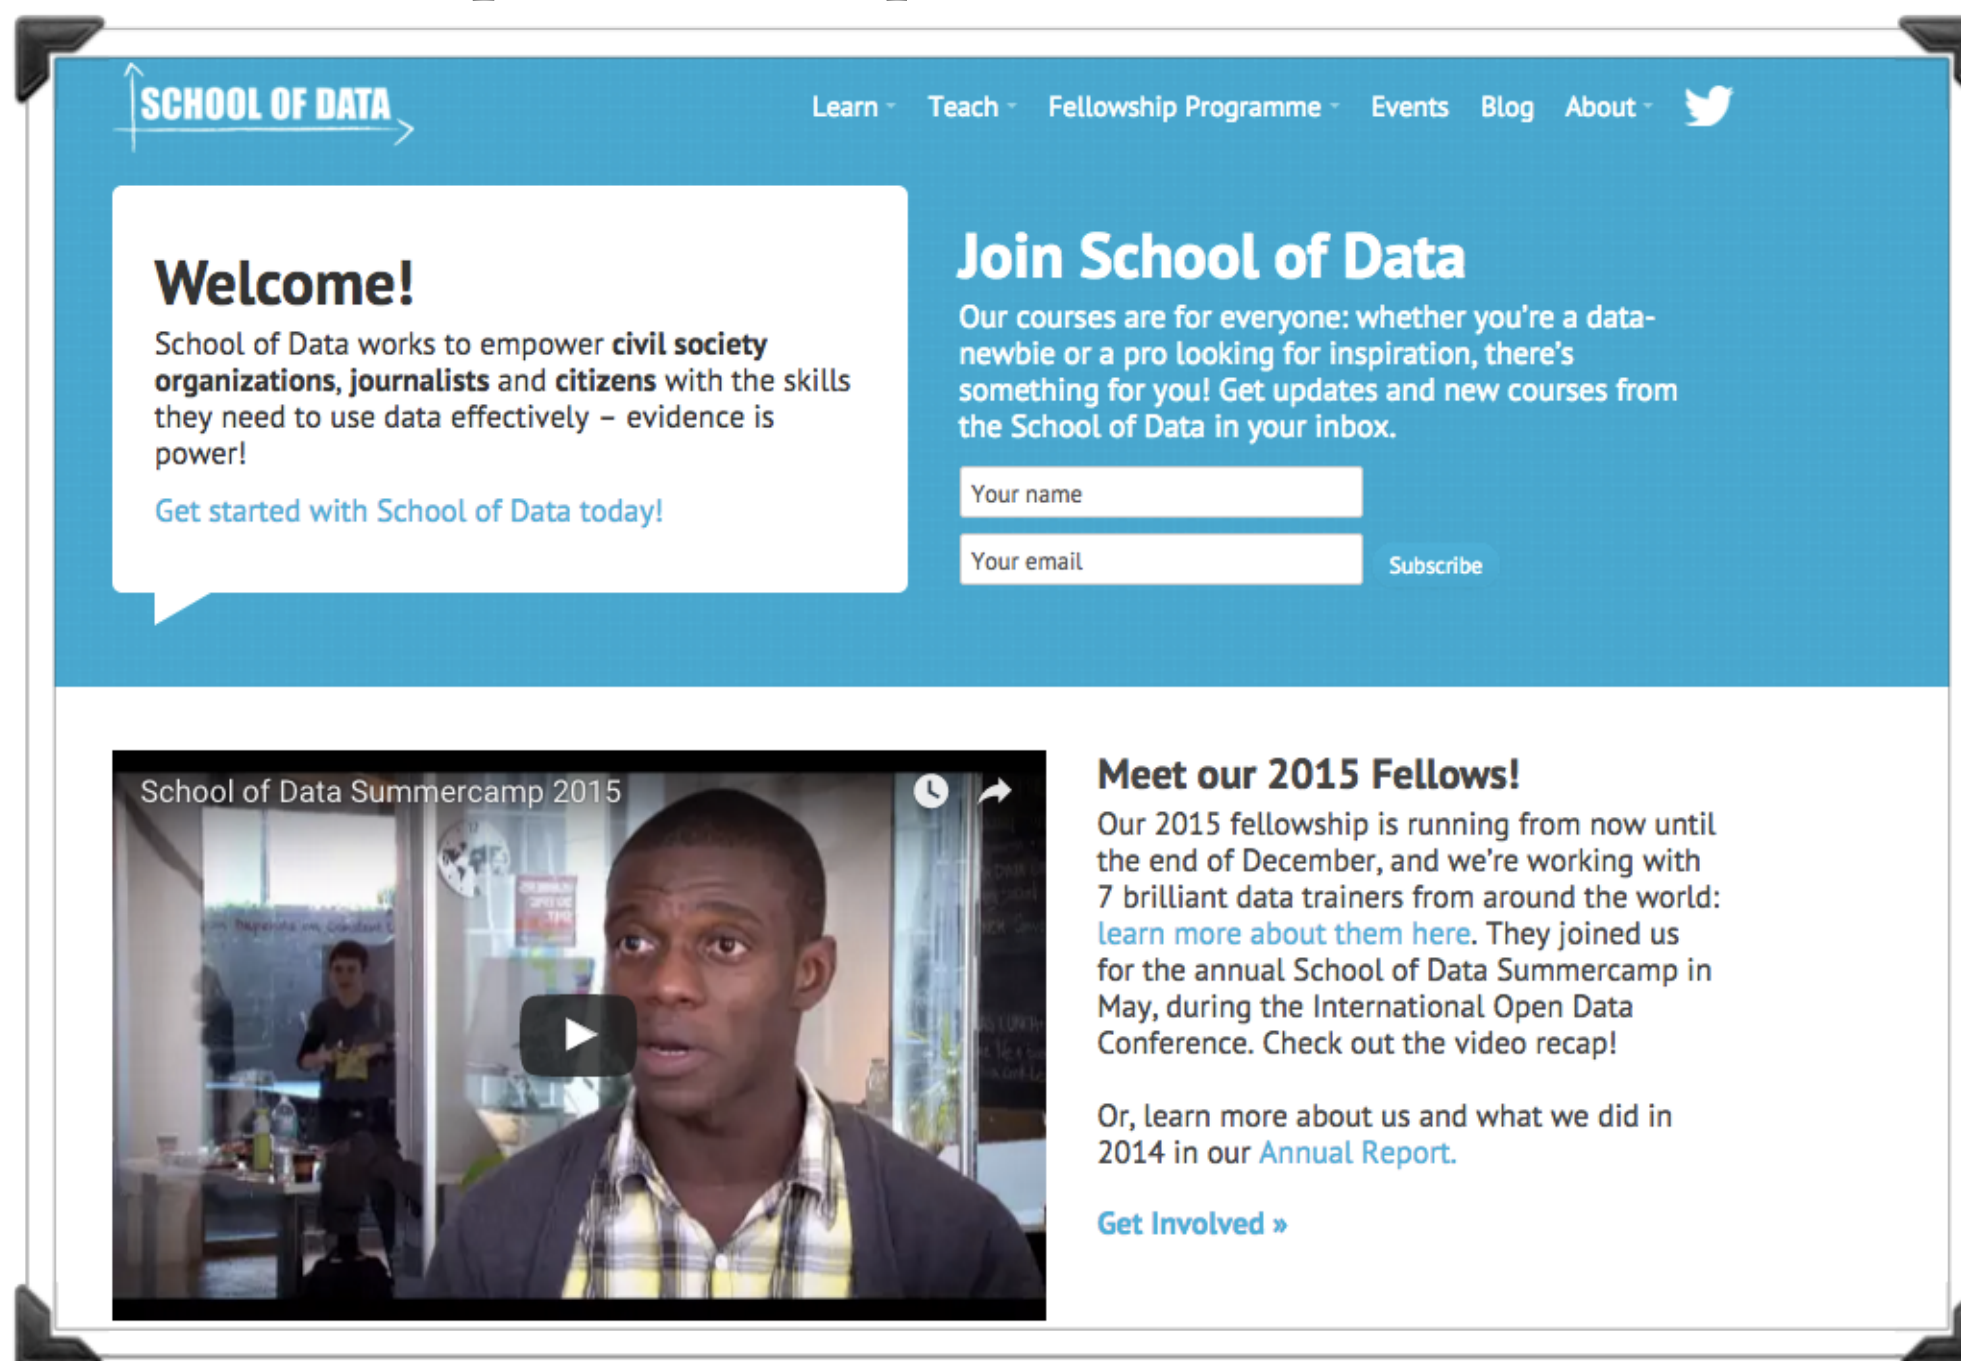 SCHOOL OF DATA
Learn Teach Fellowship Programme Events Blog About
Welcome!
School of Data works to empower civil society
organizations, journalists and citizens with the skills
they need to use data effectively – evidence is
power!
Get started with School of Data today!
Join School of Data
Our courses are for everyone: whether you're a data-
newbie or a pro looking for inspiration, there's
something for you! Get updates and new courses from
the School of Data in your inbox.
Your name
Your email
Subscribe
School of Data Summercamp 2015
Meet our 2015 Fellows!
Our 2015 fellowship is running from now until
the end of December, and we're working with
7 brilliant data trainers from around the world:
learn more about them here. They joined us
for the annual School of Data Summercamp in
May, during the International Open Data
Conference. Check out the video recap!
Or, learn more about us and what we did in
2014 in our Annual Report.
Get Involved »